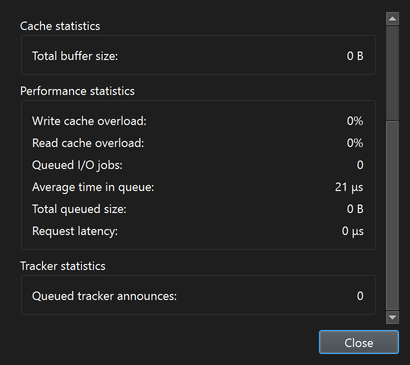 Cache statistics
Total buffer size: 0 B
Performance statistics
Write cache overload: 0%
Read cache overload: 0%
Queued I/O jobs: 0
Average time in queue: 21 µs
Total queued size: 0 B
Request latency: 0 µs
Tracker statistics
Queued tracker announces: 0
Close